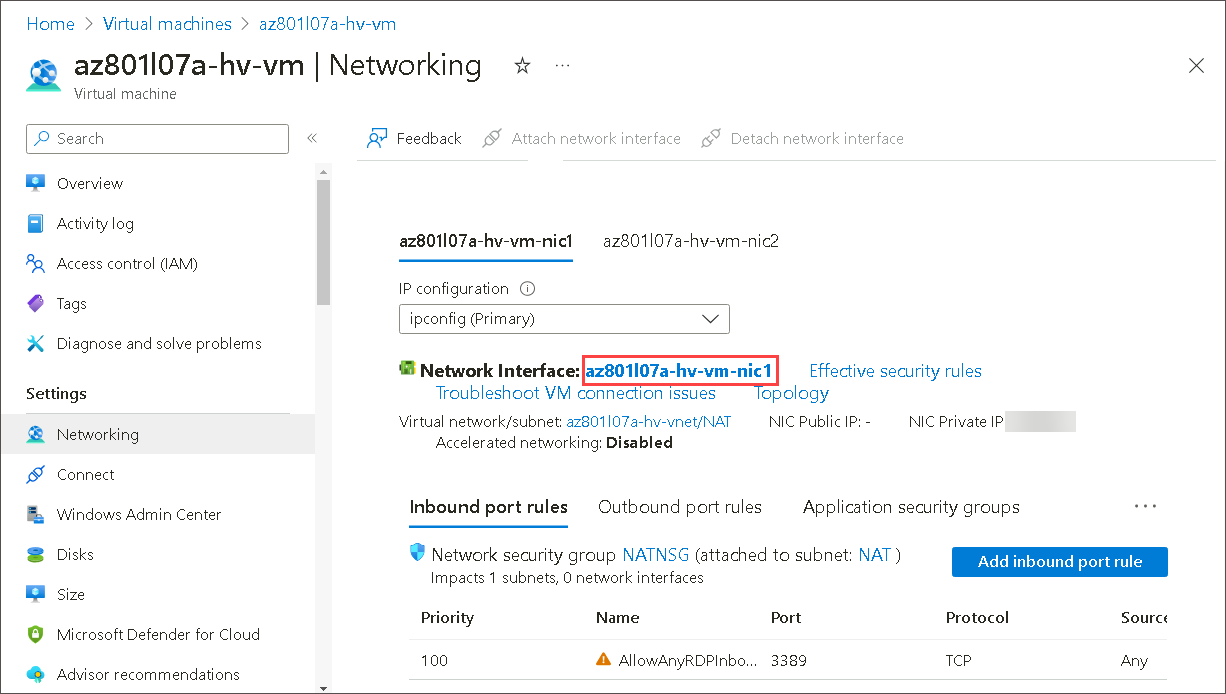 Home > Virtual machines > az801l07a-hv-vm
az801l07a-hv-vm | Networking
Virtual machine
Search
Feedback
Attach network interface
Detach network interface
Overview
Activity log
Access control (IAM)
Tags
Diagnose and solve problems
Settings
Networking
Connect
Windows Admin Center
Disks
Size
Microsoft Defender for Cloud
Advisor recommendations
az801l07a-hv-vm-nic1 az801l07a-hv-vm-nic2
IP configuration
ipconfig (Primary)
Network Interface: az801l07a-hv-vm-nic1 Effective security rules
Troubleshoot VM connection issues Topology
Virtual network/subnet: az801l07a-hv-vnet/NAT NIC Public IP: - NIC Private IP
Accelerated networking: Disabled
Inbound port rules Outbound port rules Application security groups ...
Network security group NATNSG (attached to subnet: NAT )
Impacts 1 subnets, 0 network interfaces
Add inbound port rule
Priority Name Port Protocol Source
100 AllowAnyRDPInbo... 3389 TCP Any